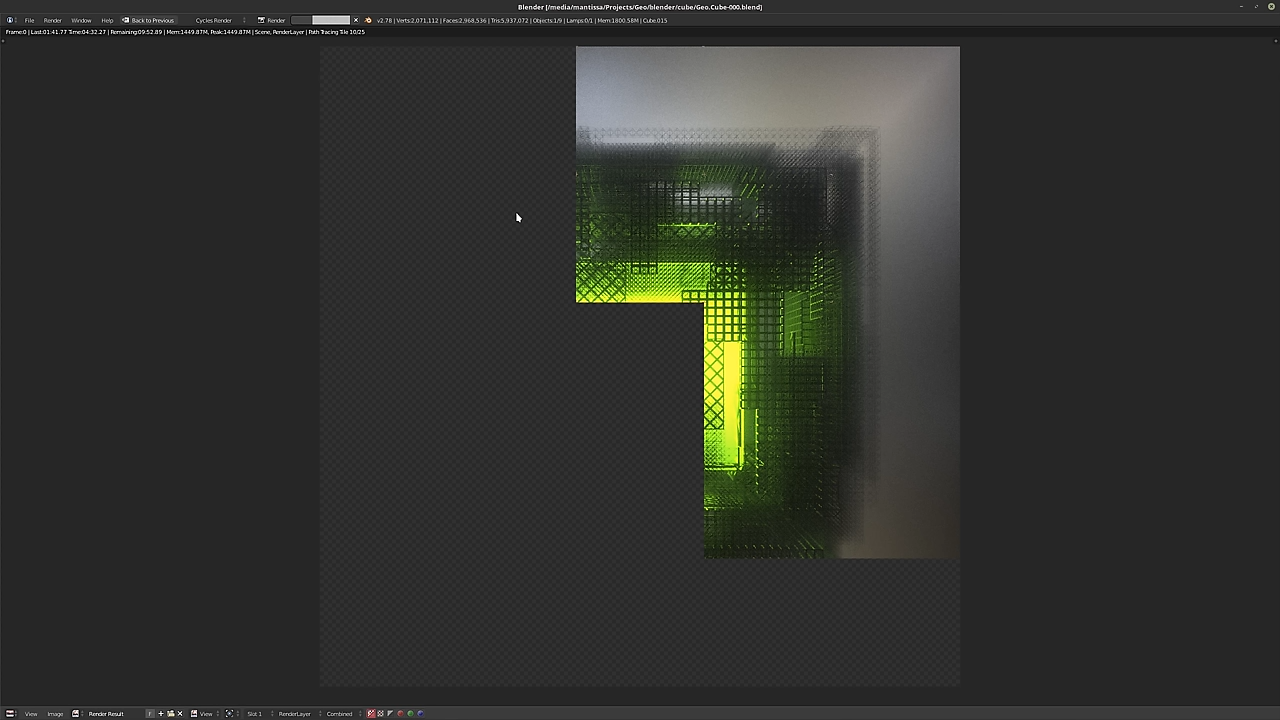 Blender [/media/mantissa/Projects/Geo/blender/cube/Geo.Cube-000.blend]
File Render Window Help Back to Previous Cycles Render Render v2.78 | Verts:2,071,112 | Faces:2,968,536 | Tris:5,937,072 | Objects:1/9 | Lamps:0/1 | Mem:1800.58M | Cube.015
Frame:0 | Last:01:41.77 Time:04:32.27 | Remaining:09:52.89 | Mem:1449.87M, Peak:1449.87M | Scene, RenderLayer | Path Tracing Tile 10/25
View Image Render Result F View Slot 1 RenderLayer Combined